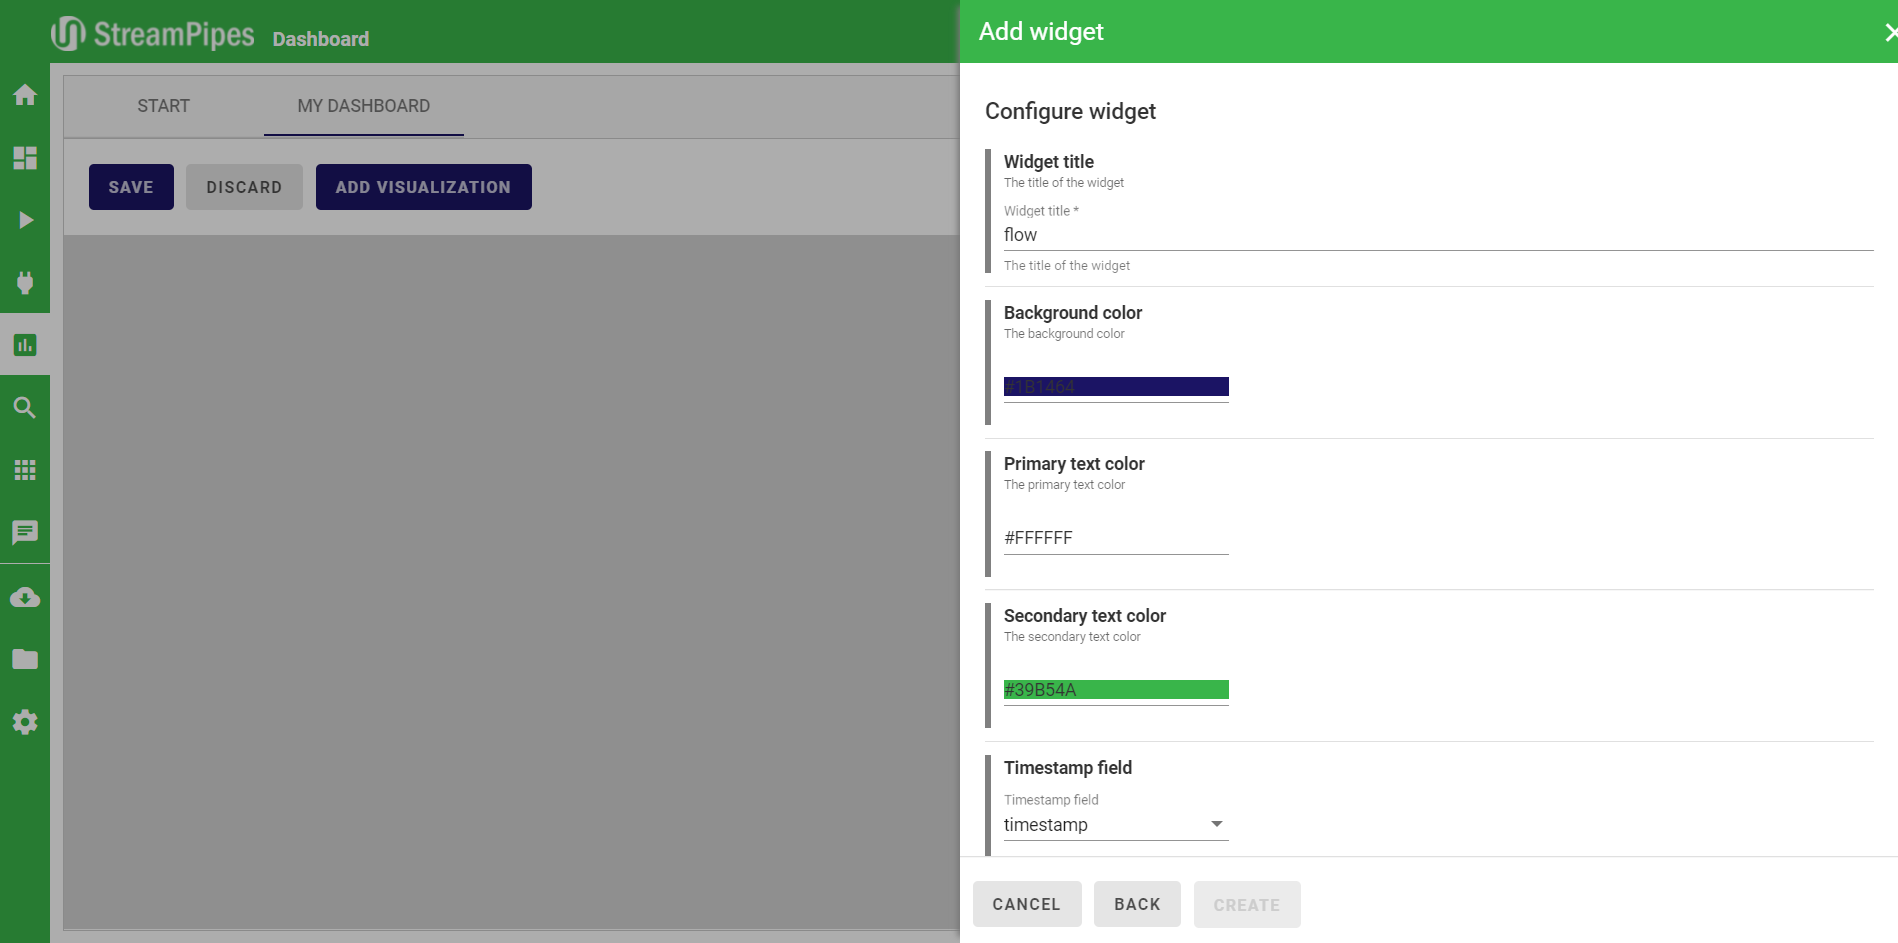 StreamPipes Dashboard
START MY DASHBOARD
SAVE DISCARD ADD VISUALIZATION
Add widget
Configure widget
Widget title
The title of the widget
Widget title *
flow
The title of the widget
Background color
The background color
#1B1464
Primary text color
The primary text color
#FFFFFF
Secondary text color
The secondary text color
#39B54A
Timestamp field
Timestamp field
timestamp
CANCEL BACK CREATE